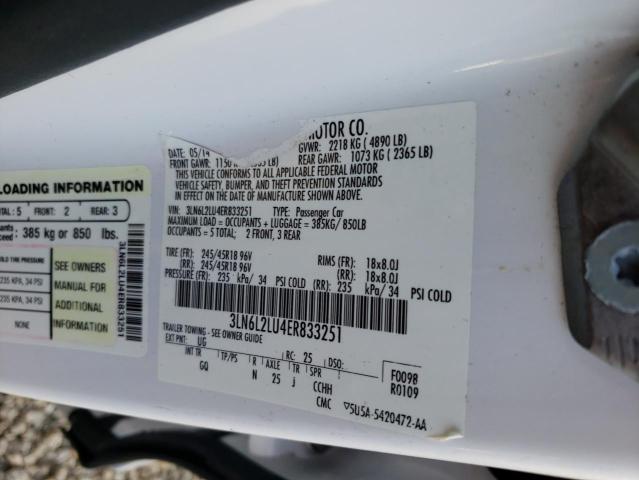 LOADING INFORMATION
: 5 FRONT: 2 REAR: 3
385 kg or 850 lbs.
235 KPA, 34 PSI
235 KPA, 34 PSI
NONE
SEE OWNERS
MANUAL
FOR
ADDITIONAL
INFORMATION
3LN6L2LU4ER833251
MOTOR CO.
DATE: 05/14 GVWR: 2218 KG ( 4890 LB)
FRONT GAWR: 1150 LB) REAR GAWR: 1073 KG ( 2365 LB)
THIS VEHICLE CONFORMS TO ALL APPLICABLE FEDERAL MOTOR
VEHICLE SAFETY, BUMPER, AND THEFT PREVENTION STANDARDS
IN EFFECT ON THE DATE OF MANUFACTURE SHOWN ABOVE.
VIN: 3LN6L2LU4ER833251 TYPE: Passenger Car
MAXIMUM LOAD = OCCUPANTS + LUGGAGE = 385KG/ 850LB
OCCUPANTS = 5 TOTAL: 2 FRONT, 3 REAR
TIRE (FR): 245/45R18 96V RIMS (FR): 18x8.0J
(RR): 245/45R18 96V (RR): 18x8.0J
PRESSURE (FR): 235 kPa/ 34 PSI COLD (RR): 235 kPa/ 34 PSI COLD
3LN6L2LU4ER833251
TRAILER TOWING - SEE OWNER GUIDE
EXT PNT: UG RC: 25 DSO: F0098
INT TR TP/PS R AXLE TR SPR R0109
GQ N 25 J CCHH
CMC 5U5A-5420472-AA